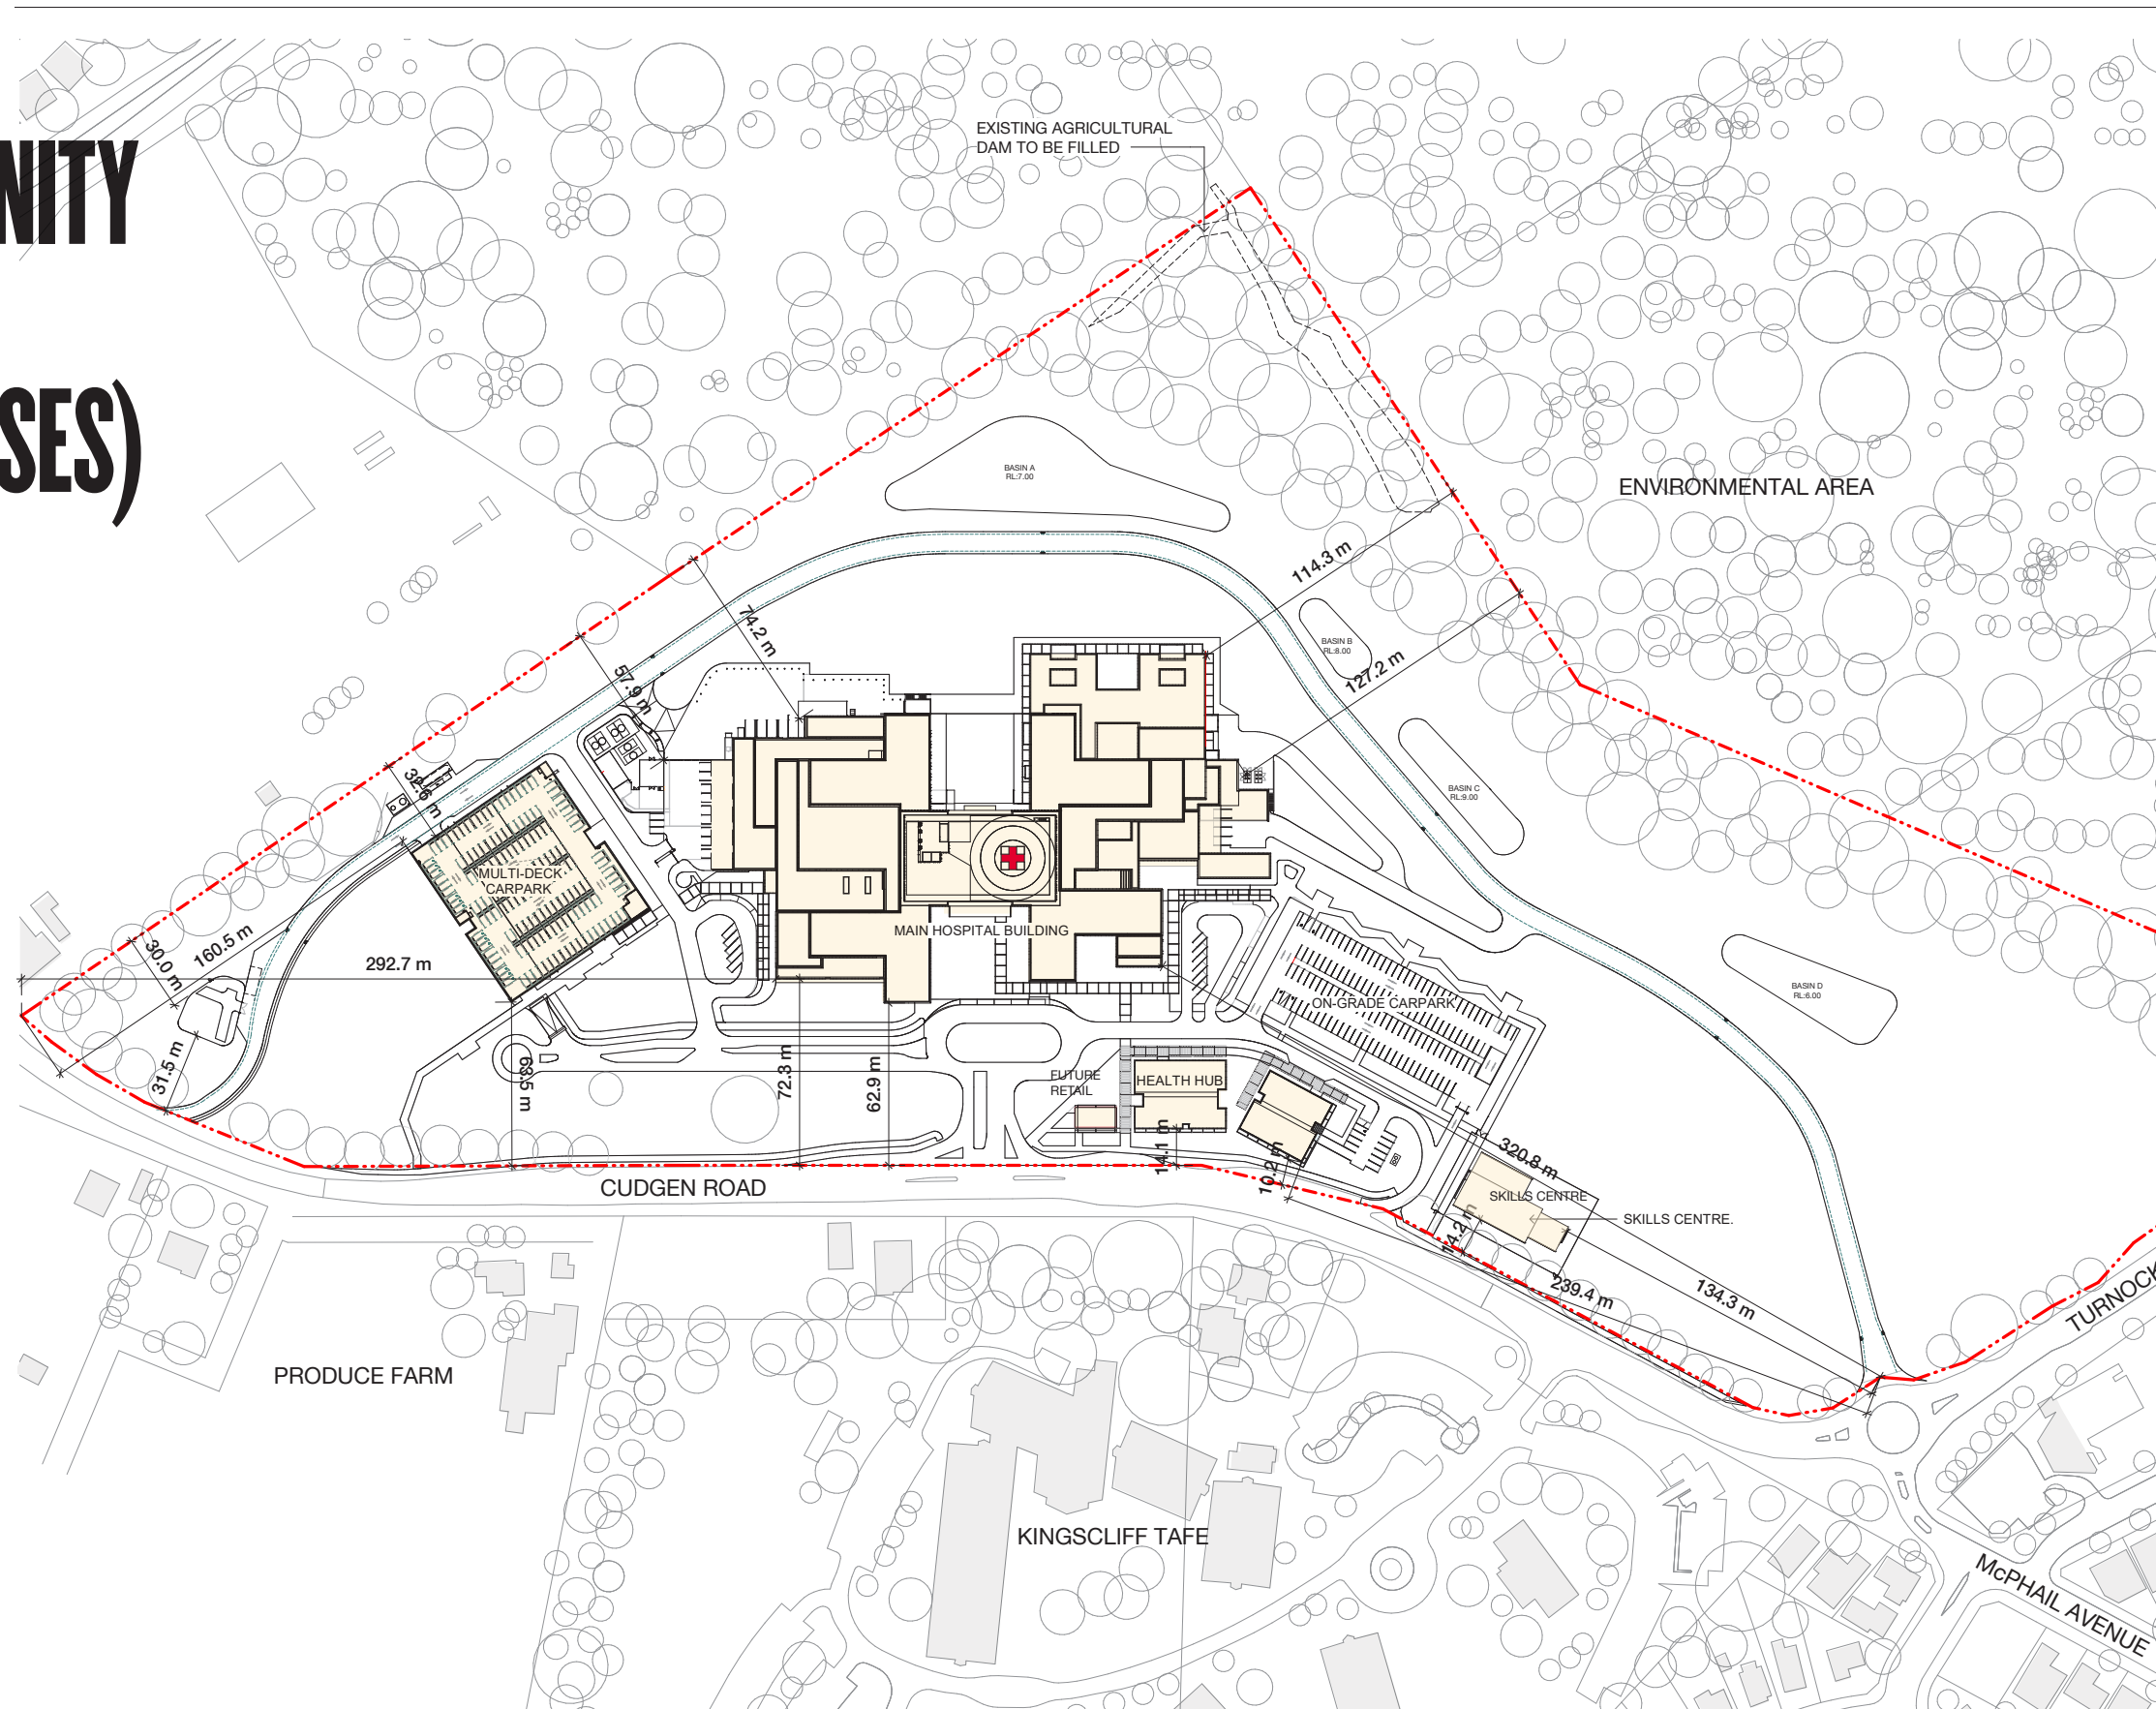 NITY
SES)
EXISTING AGRICULTURAL
DAM TO BE FILLED
ENVIRONMENTAL AREA
BASIN A
RL:7.00
114.3 m
74.2 m
BASIN B
RL:8.00
127.2 m
57.9 m
32.6 m
BASIN C
RL:9.00
MULTI-DECK
CARPARK
MAIN HOSPITAL BUILDING
30.0 m
160.5 m
292.7 m
BASIN D
RL:6.00
ON-GRADE CARPARK
31.5 m
63.5 m
72.3 m
62.9 m
FUTURE
RETAIL
HEALTH HUB
14.1 m
10.2 m
320.8 m
SKILLS CENTRE
SKILLS CENTRE.
14.2 m
CUDGEN ROAD
239.4 m
134.3 m
TURNOCK
PRODUCE FARM
KINGSCLIFF TAFE
McPHAIL AVENUE